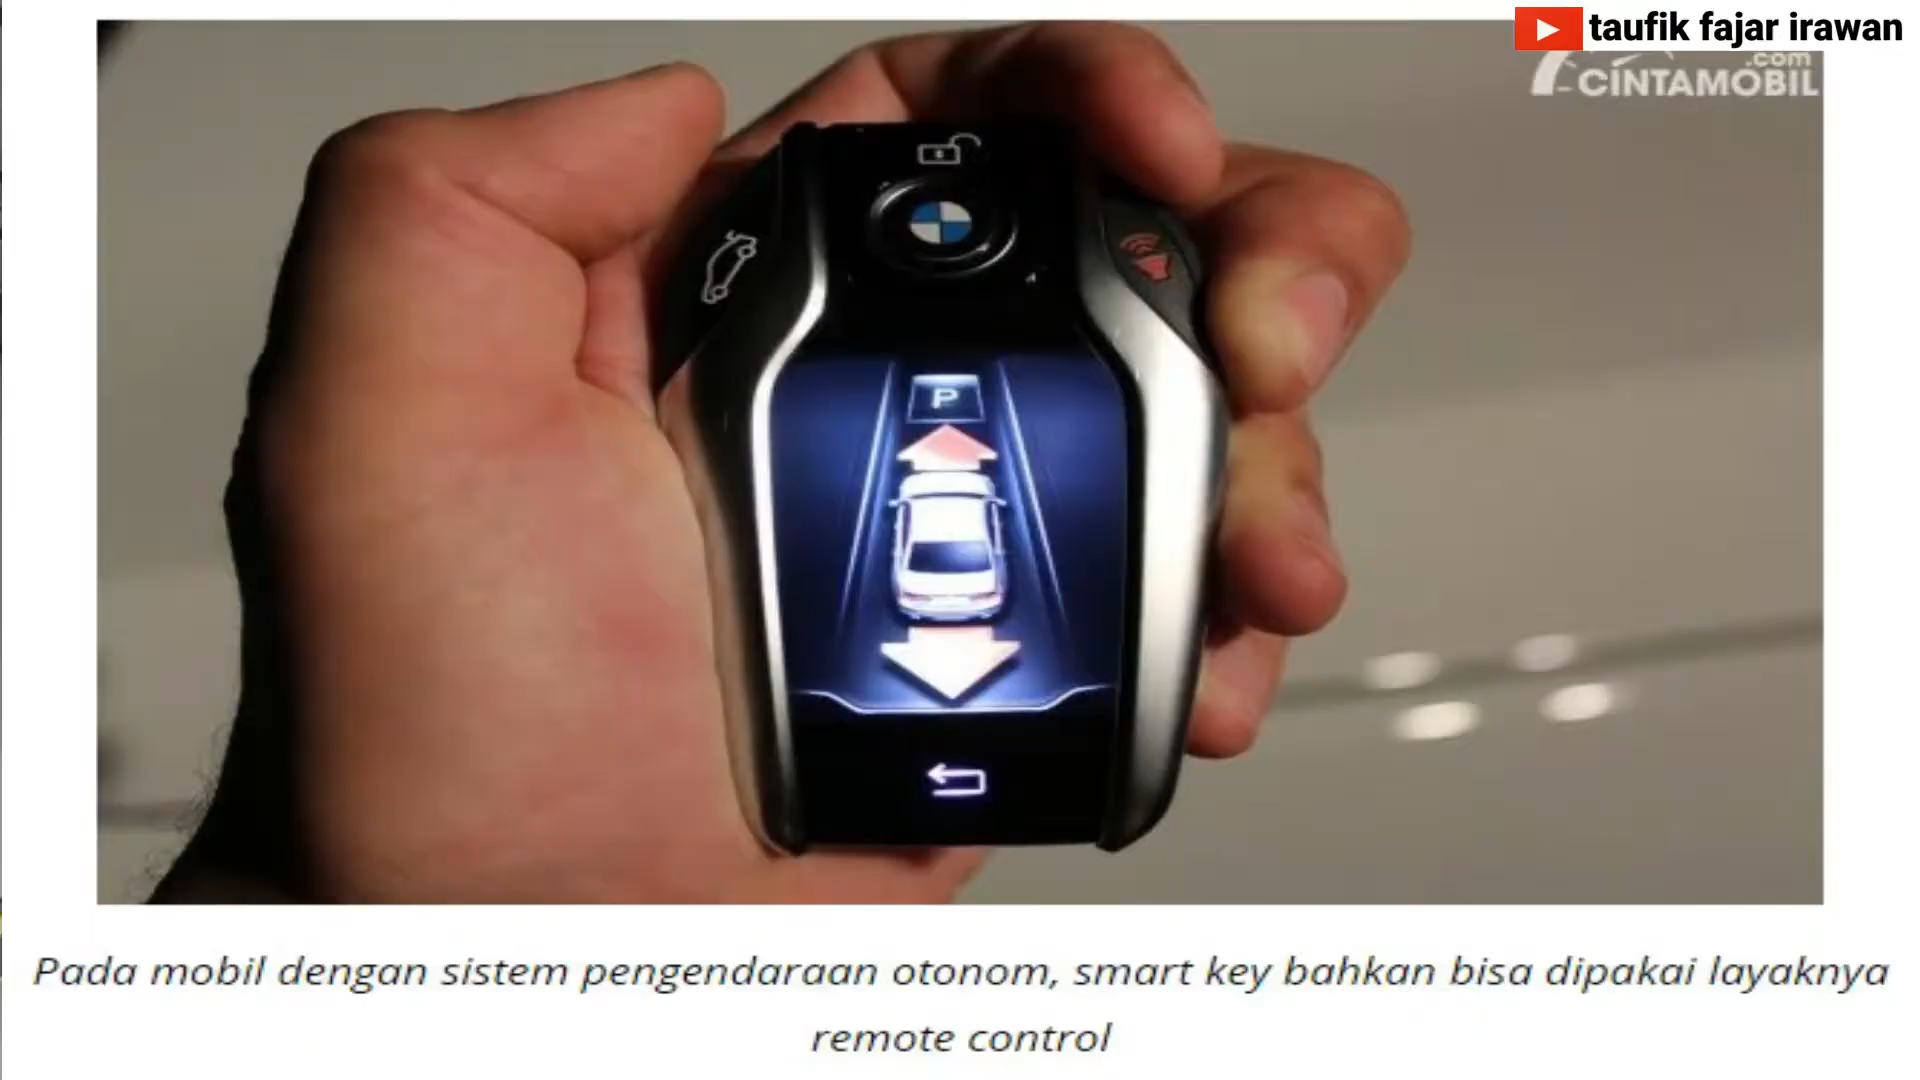 taufik fajar irawan
.com
CINTAMOBIL
P
Pada mobil dengan sistem pengendaraan otonom, smart key bahkan bisa dipakai layaknya
remote control